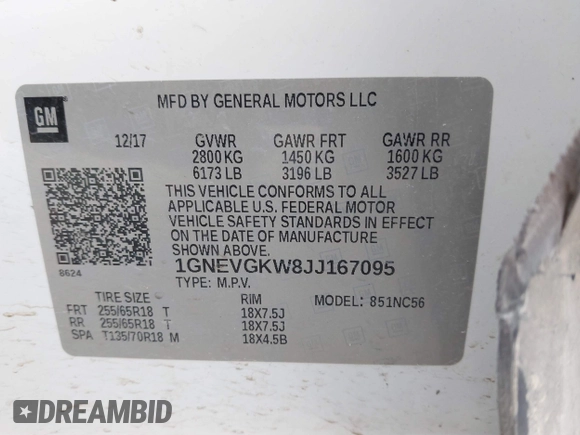 GM
MFD BY GENERAL MOTORS LLC
12/17 GVWR GAWR FRT GAWR RR
2800 KG 1450 KG 1600 KG
6173 LB 3196 LB 3527 LB
THIS VEHICLE CONFORMS TO ALL
APPLICABLE U.S. FEDERAL MOTOR
VEHICLE SAFETY STANDARDS IN EFFECT
ON THE DATE OF MANUFACTURE SHOWN
ABOVE.
8624
1GNEVGKW8JJ167095
TYPE: M.P.V.
TIRE SIZE RIM MODEL: 851NC56
FRT 255/65R18 T 18X7.5J
RR 255/65R18 T 18X7.5J
SPA T135/70R18 M 18X4.5B
DREAMBID